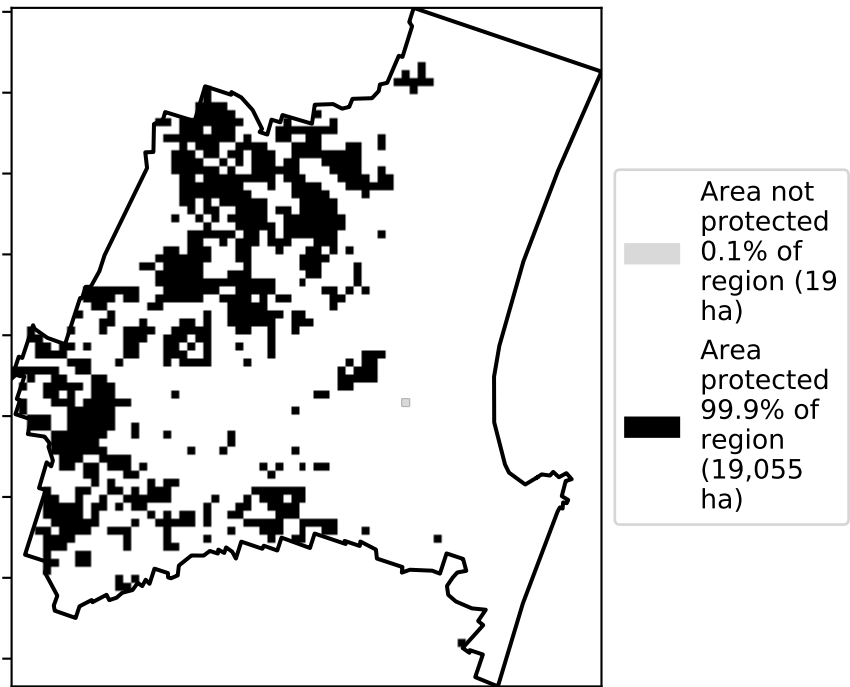 Area not
protected
0.1% of
region (19
ha)
Area
protected
99.9% of
region
(19,055
ha)